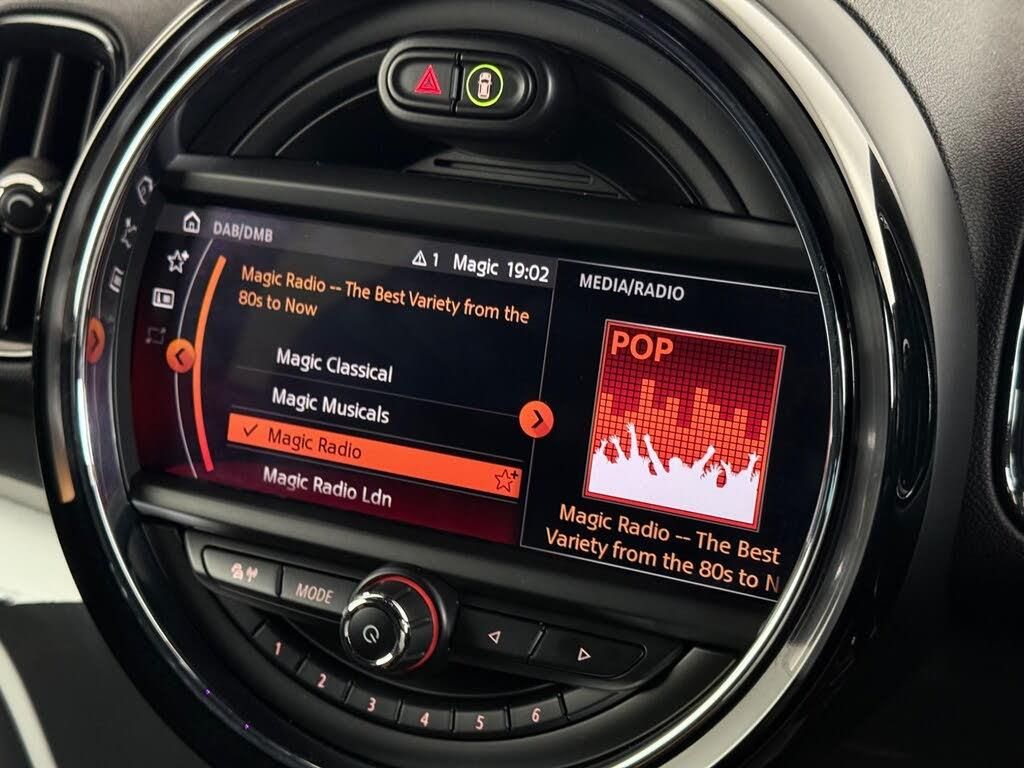 DAB/DMB
1 Magic 19:02
Magic Radio -- The Best Variety from the
80s to Now
Magic Classical
Magic Musicals
Magic Radio
Magic Radio Ldn
MEDIA/RADIO
POP
Magic Radio -- The Best
Variety from the 80s to N
MODE
1
2
3
4
5
6